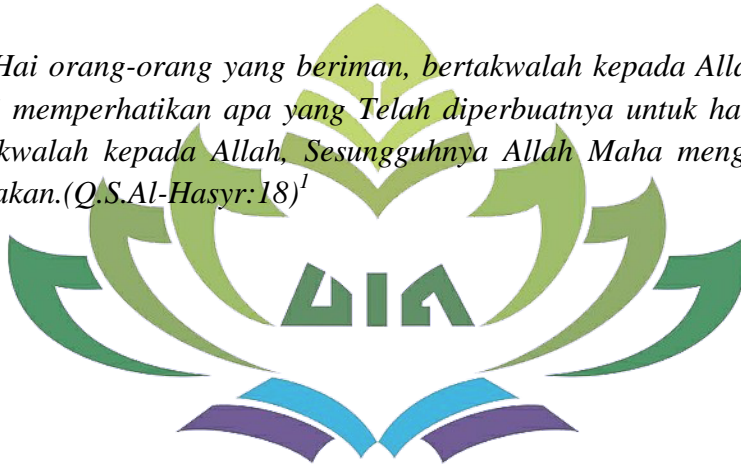 Hai orang-orang yang beriman, bertakwalah kepada Alla
memperhatikan apa yang Telah diperbuatnya untuk ha
kwalah kepada Allah, Sesungguhnya Allah Maha meng
akan.(Q.S.Al-Hasyr:18)1
UIN